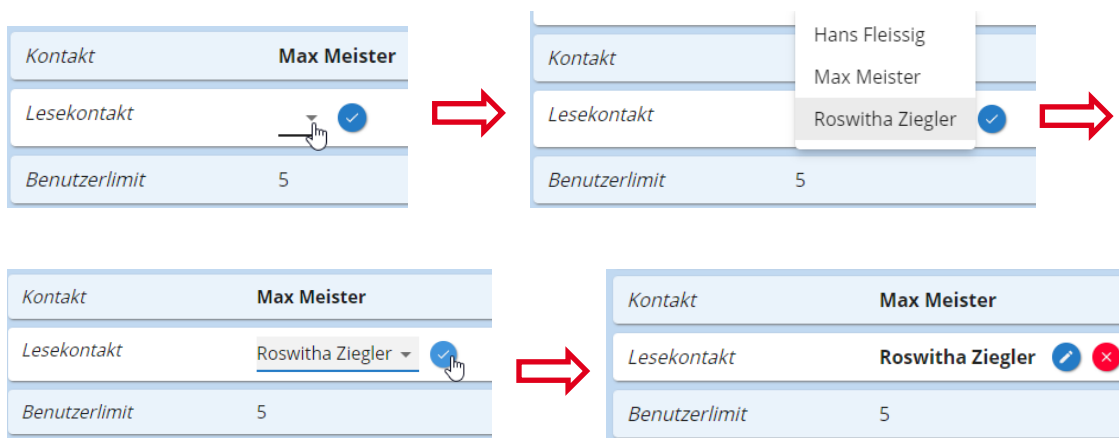 Kontakt Max Meister
Lesekontakt
Benutzerlimit 5
Hans Fleissig
Kontakt
Max Meister
Lesekontakt
Roswitha Ziegler
Benutzerlimit 5
Kontakt Max Meister
Lesekontakt Roswitha Ziegler
Benutzerlimit 5
Kontakt Max Meister
Lesekontakt Roswitha Ziegler
Benutzerlimit 5